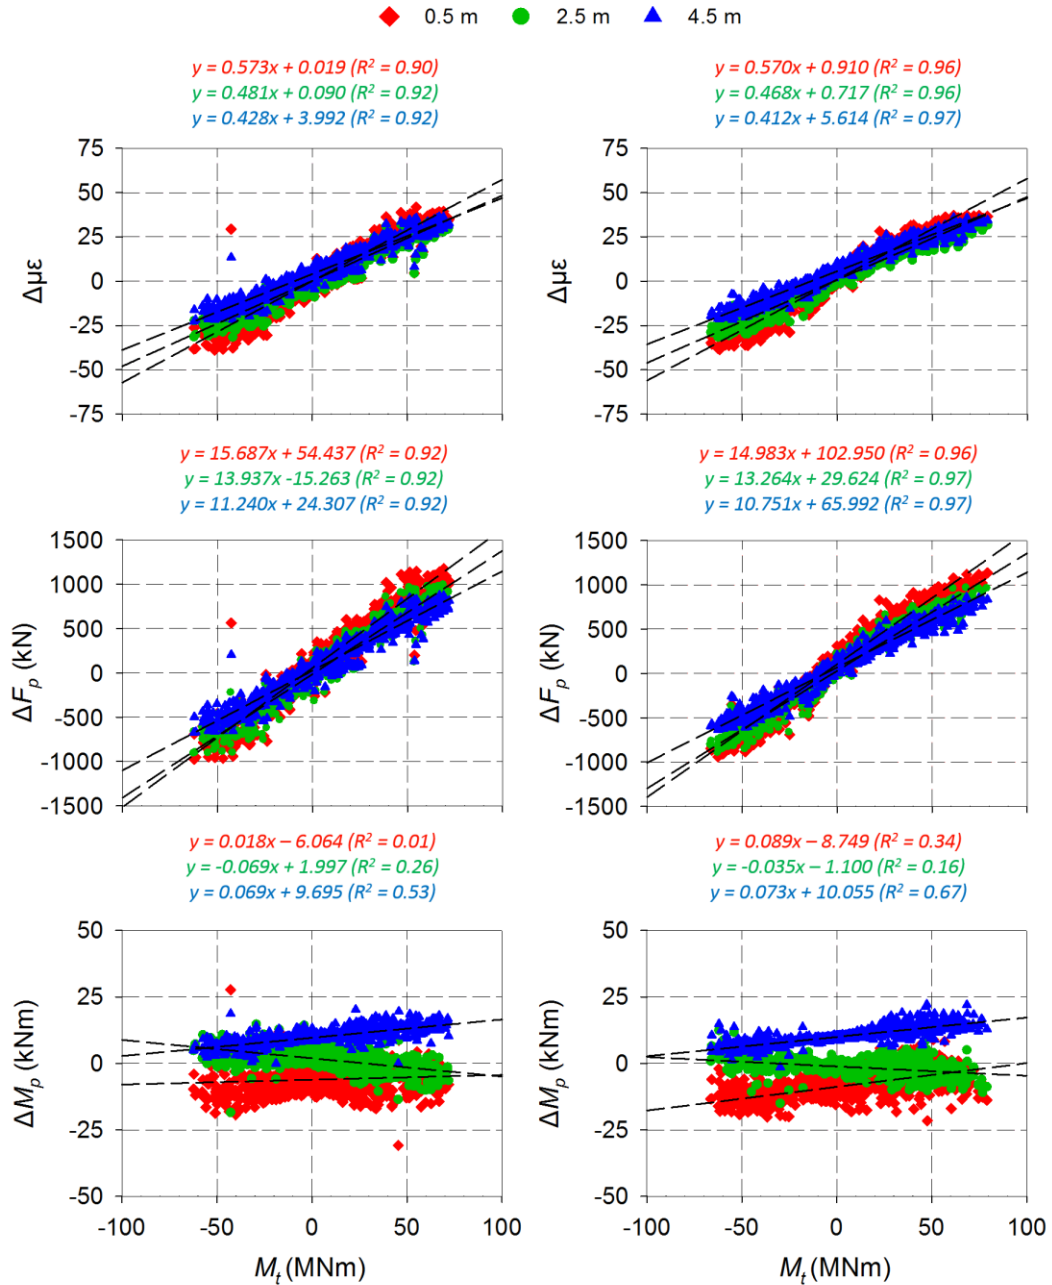 0.5 m 2.5 m 4.5 m
y = 0.573x + 0.019 (R² = 0.90)
y = 0.481x + 0.090 (R² = 0.92)
y = 0.428x + 3.992 (R² = 0.92)
y = 0.570x + 0.910 (R² = 0.96)
y = 0.468x + 0.717 (R² = 0.96)
y = 0.412x + 5.614 (R² = 0.97)
75
50
25
0
-25
-50
-75
Δµε
75
50
25
0
-25
-50
-75
Δµε
y = 15.687x + 54.437 (R² = 0.92)
y = 13.937x -15.263 (R² = 0.92)
y = 11.240x + 24.307 (R² = 0.92)
y = 14.983x + 102.950 (R² = 0.96)
y = 13.264x + 29.624 (R² = 0.97)
y = 10.751x + 65.992 (R² = 0.97)
1500
1000
500
0
-500
-1000
-1500
ΔFp (kN)
1500
1000
500
0
-500
-1000
-1500
ΔFp (kN)
y = 0.018x – 6.064 (R² = 0.01)
y = -0.069x + 1.997 (R² = 0.26)
y = 0.069x + 9.695 (R² = 0.53)
y = 0.089x – 8.749 (R² = 0.34)
y = -0.035x – 1.100 (R² = 0.16)
y = 0.073x + 10.055 (R² = 0.67)
50
25
0
-25
-50
ΔMp (kNm)
-100 -50 0 50 100
Mt (MNm)
50
25
0
-25
-50
ΔMp (kNm)
-100 -50 0 50 100
Mt (MNm)